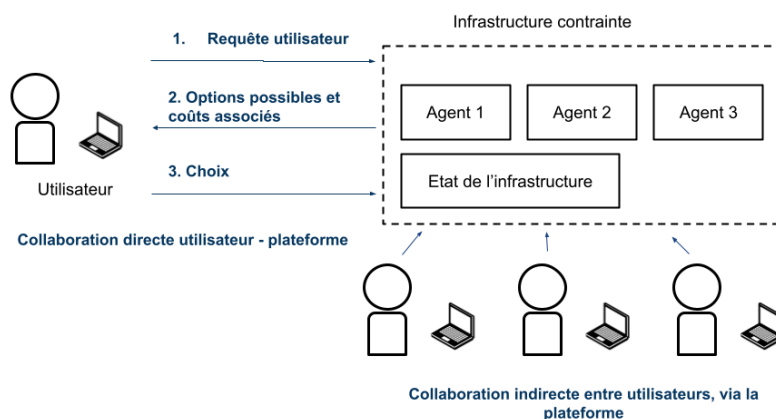 Infrastructure contrainte
1. Requête utilisateur
2. Options possibles et
coûts associés
Agent 1
Agent 2
Agent 3
3. Choix
Etat de l'infrastructure
Utilisateur
Collaboration directe utilisateur - plateforme
Collaboration indirecte entre utilisateurs, via la
plateforme